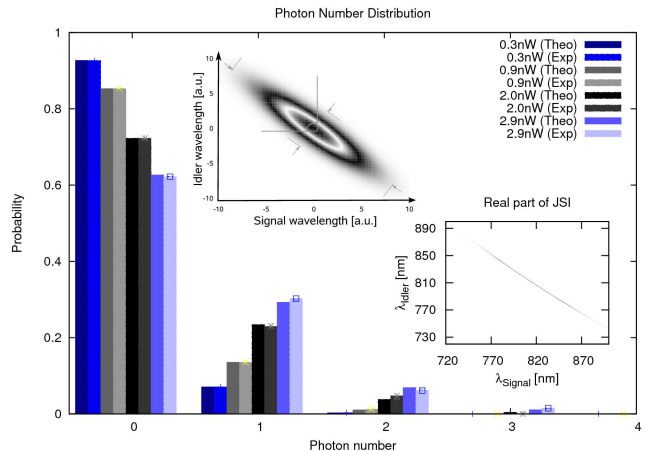 Photon Number Distribution
1
0.8
0.6
0.4
0.2
0
Probability
0 1 2 3 4
Photon number
0.3nW (Theo)
0.3nW (Exp)
0.9nW (Theo)
0.9nW (Exp)
2.0nW (Theo)
2.0nW (Exp)
2.9nW (Theo)
2.9nW (Exp)
10
5
0
-5
-10
Idler wavelength [a.u.]
-10 -5 0 5 10
Signal wavelength [a.u.]
Real part of JSI
890
850
810
770
730
λIdler [nm]
720 770 820 870
λSignal [nm]